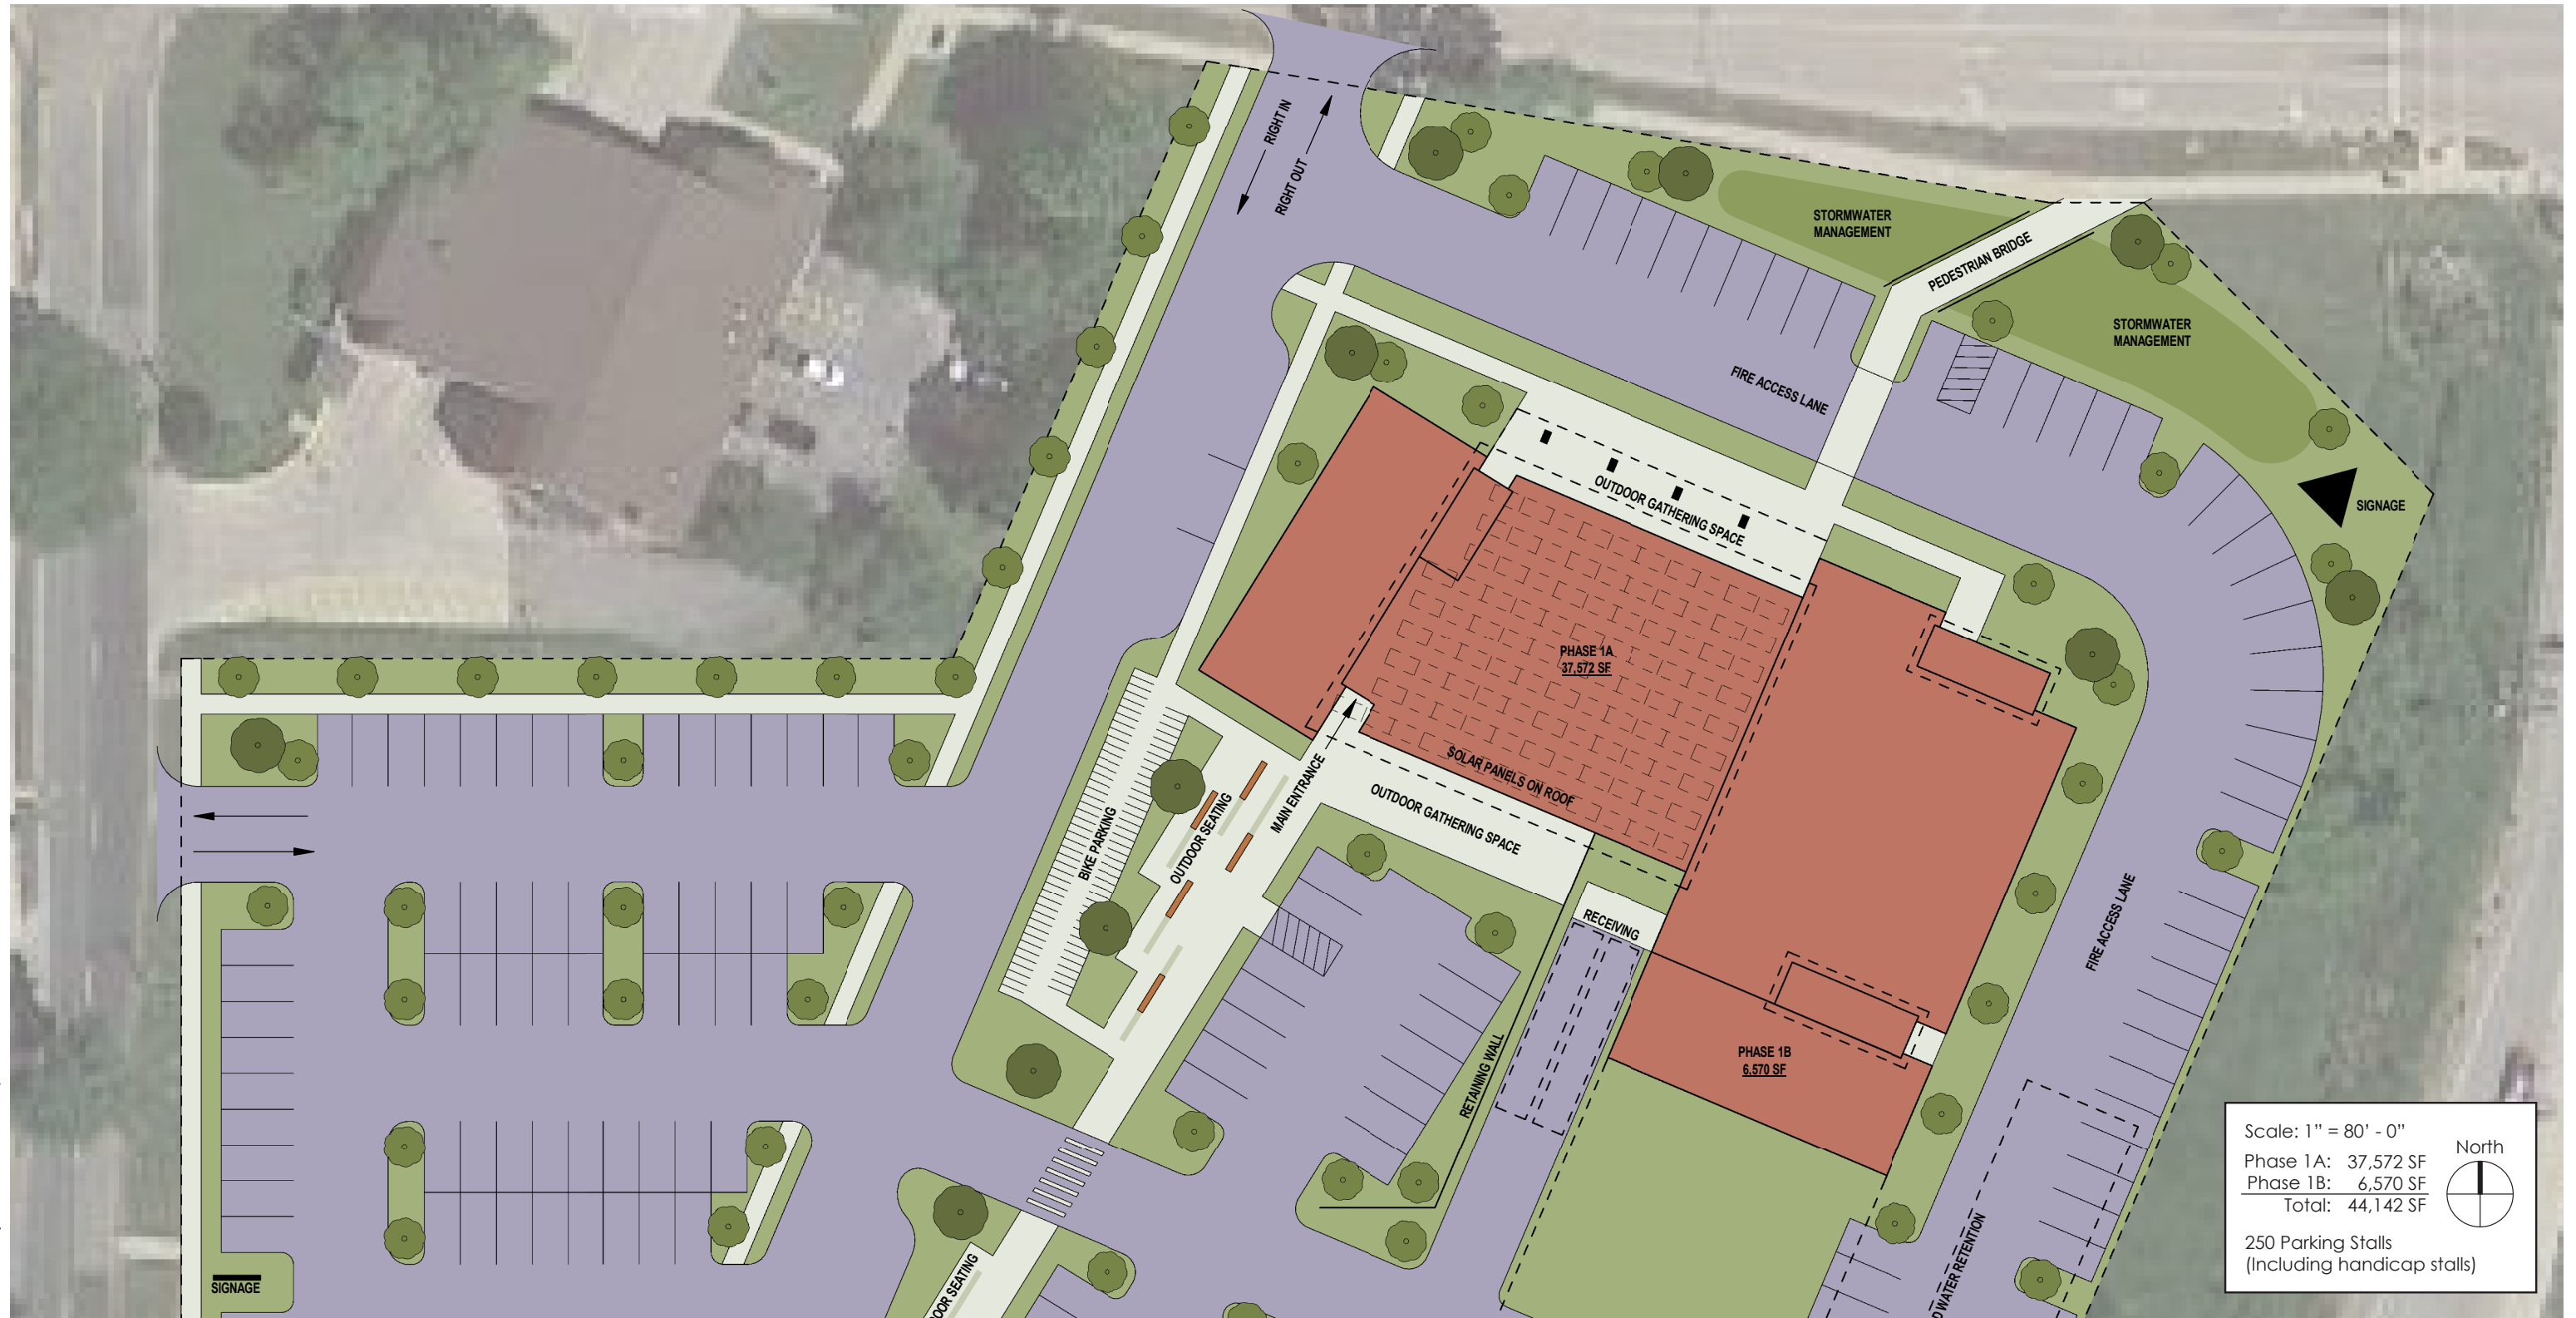 RIGHT IN
RIGHT OUT
STORMWATER
MANAGEMENT
PEDESTRIAN BRIDGE
STORMWATER
MANAGEMENT
FIRE ACCESS LANE
SIGNAGE
OUTDOOR GATHERING SPACE
PHASE 1A
37,572 SF
SOLAR PANELS ON ROOF
MAIN ENTRANCE
OUTDOOR GATHERING SPACE
BIKE PARKING
OUTDOOR SEATING
RECEIVING
FIRE ACCESS LANE
RETAINING WALL
PHASE 1B
6,570 SF
SIGNAGE
OOR SEATING
D WATER RETENTION
Scale: 1” = 80’ - 0”
North
Phase 1A: 37,572 SF
Phase 1B: 6,570 SF
Total: 44,142 SF
250 Parking Stalls
(Including handicap stalls)